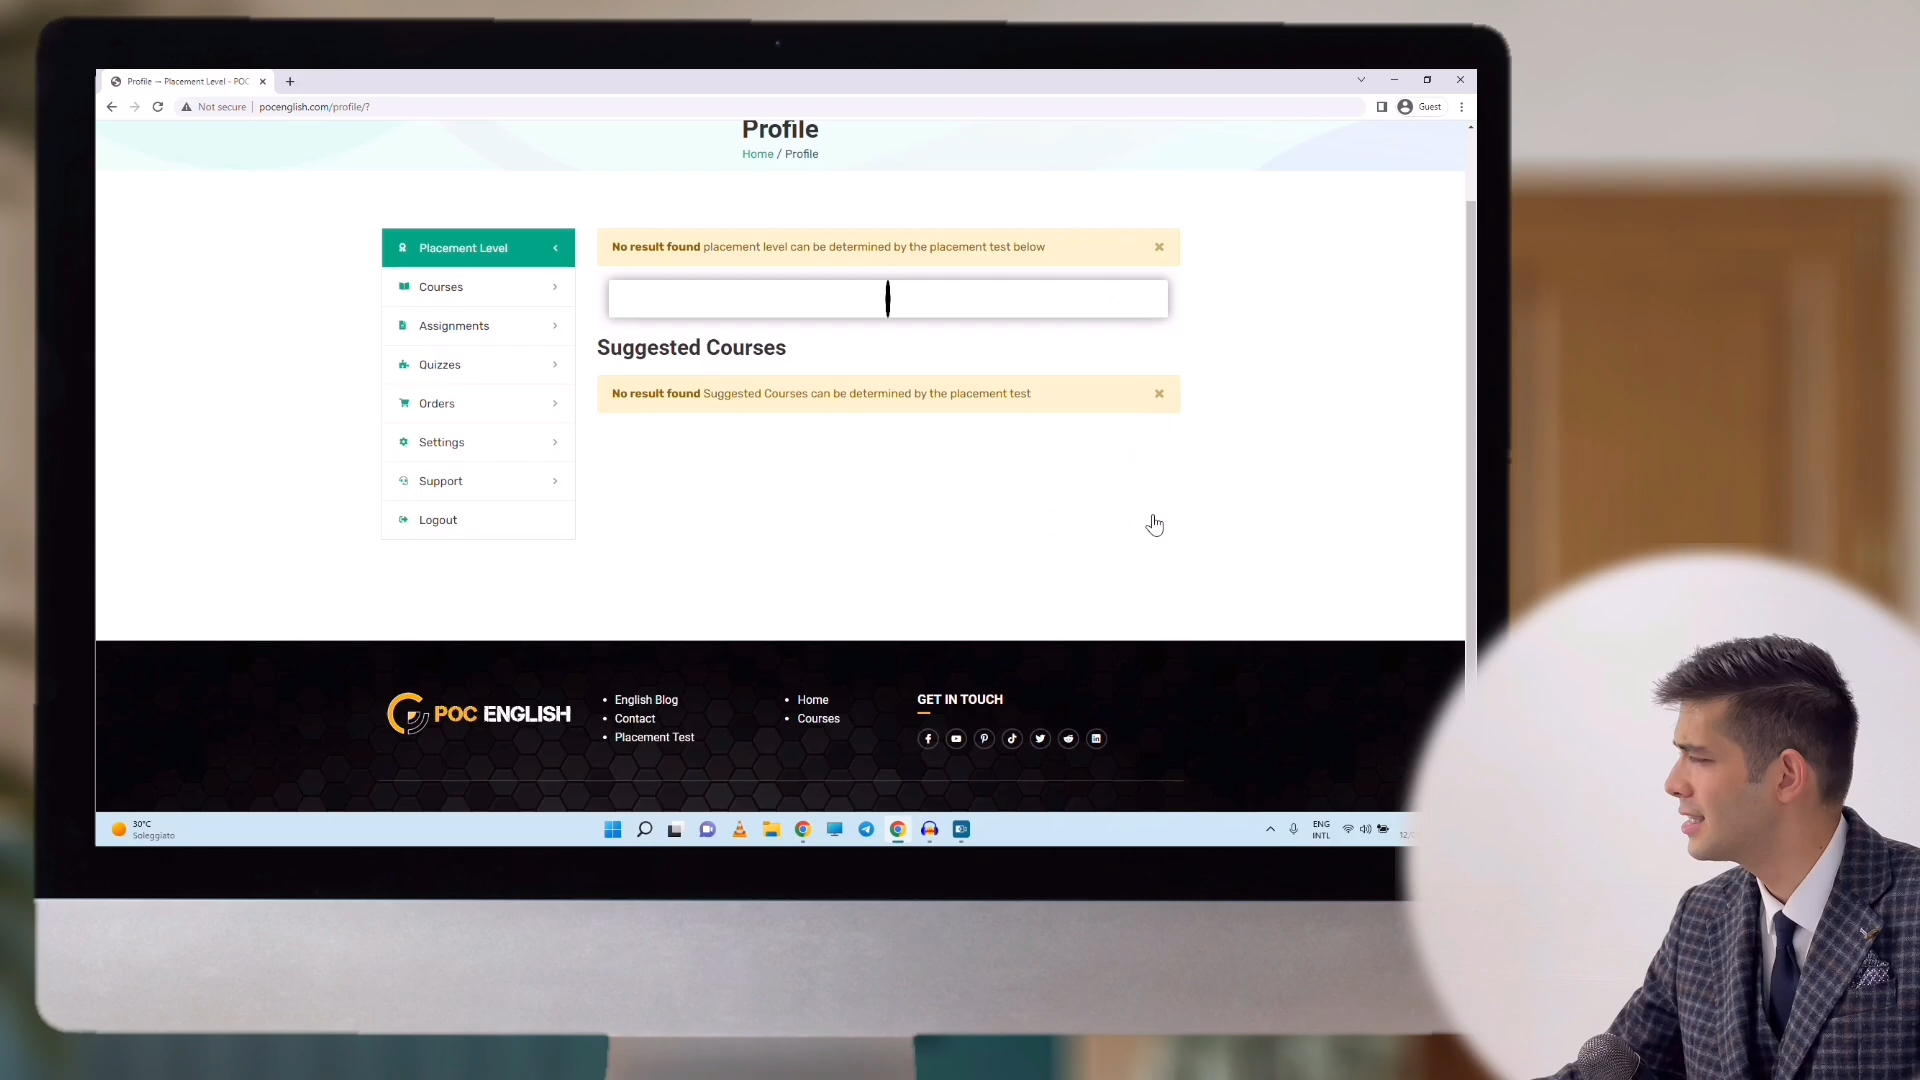 Profile — Placement Level - POC
Not secure pocenglish.com/profile/?
Guest
Profile
Home / Profile
Placement Level
Courses
Assignments
Quizzes
Orders
Settings
Support
Logout
No result found placement level can be determined by the placement test below
Suggested Courses
No result found Suggested Courses can be determined by the placement test
POC ENGLISH
• English Blog
• Contact
• Placement Test
• Home
• Courses
GET IN TOUCH
30°C
Soleggiato
ENG
INTL